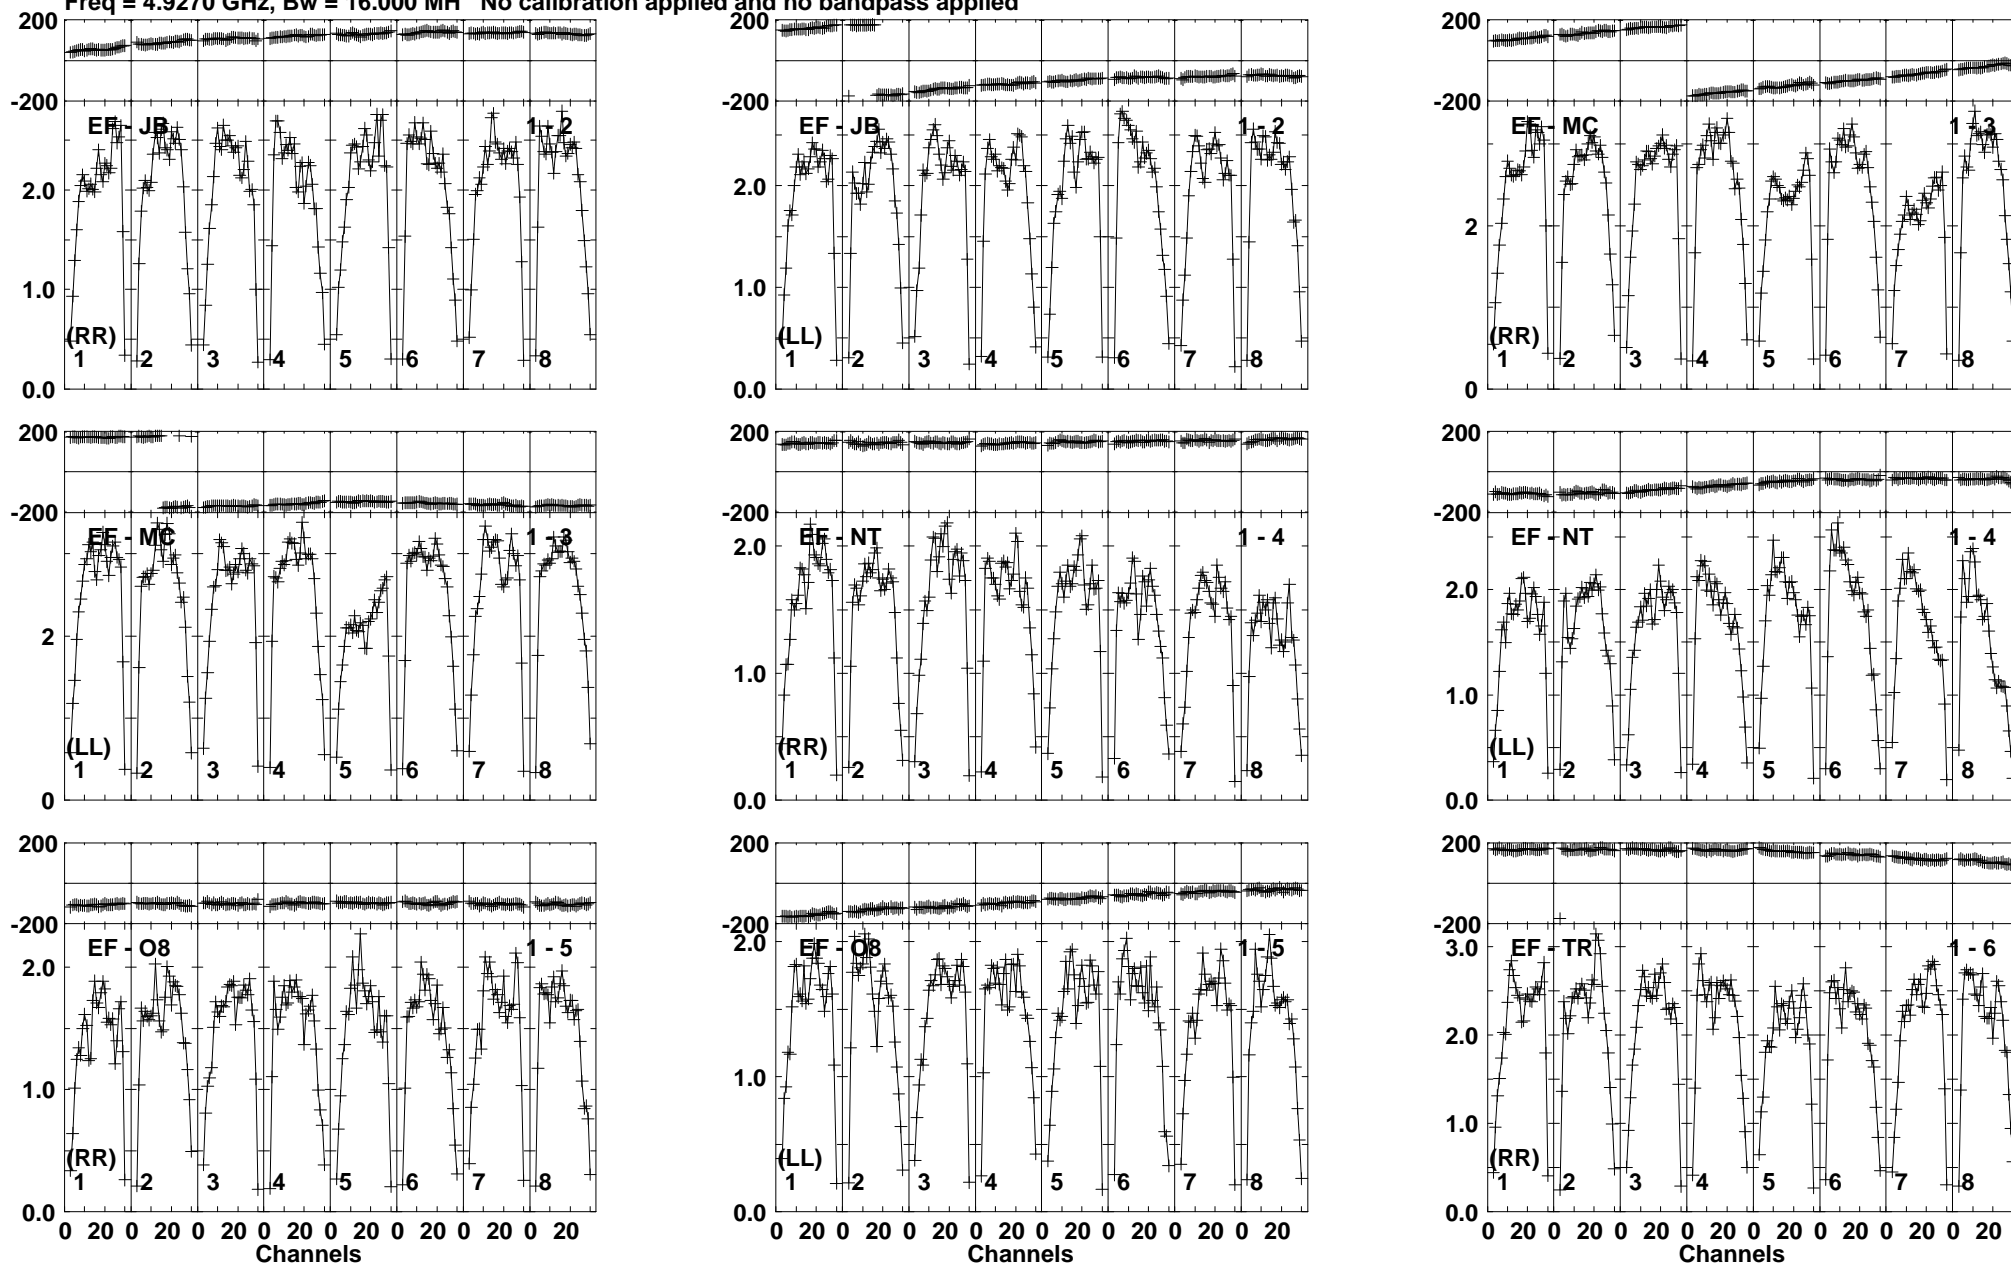 Freq = 4.9270 GHz, Bw = 16.000 MH No calibration applied and no bandpass applied
200 200 200
-200 -200 -200
EF - JB 1 - 2 EF - JB 1 - 2 EF - MC 1 - 3
2.0 2.0 2
1.0 1.0
(RR) (LL) (RR)
1 2 3 4 5 6 7 8 1 2 3 4 5 6 7 8 1 2 3 4 5 6 7 8
0.0 0.0 0
200 200 200
-200 -200 -200
EF - MC 1 - 3 EF - NT 1 - 4 EF - NT 1 - 4
2 2.0 2.0
1.0 1.0
(LL) (RR) (LL)
1 2 3 4 5 6 7 8 1 2 3 4 5 6 7 8 1 2 3 4 5 6 7 8
0 0.0 0.0
200 200 200
-200 -200 -200
EF - O8 1 - 5 EF - O8 1 - 5 EF - TR 1 - 6
2.0 2.0 3.0
2.0
1.0 1.0 1.0
(RR) (LL) (RR)
1 2 3 4 5 6 7 8 1 2 3 4 5 6 7 8 1 2 3 4 5 6 7 8
0.0 0.0 0.0
0 20 0 20 0 20 0 20 0 20 0 20 0 20 0 20 0 20 0 20 0 20 0 20 0 20 0 20 0 20 0 20 0 20 0 20 0 20 0 20 0 20 0 20 0 20 0 20
Channels Channels Channels